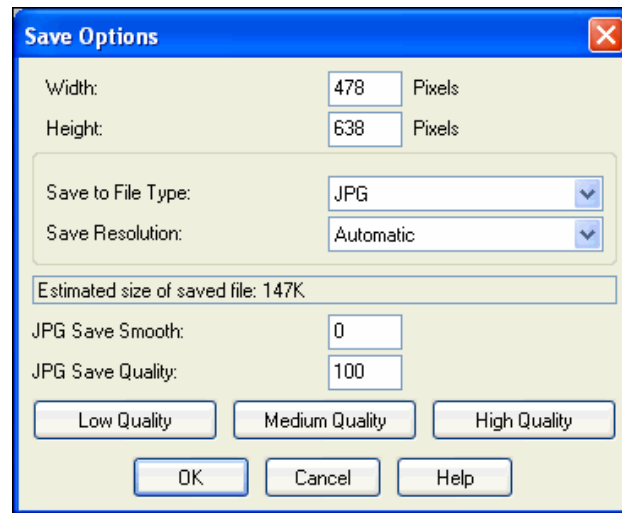 Save Options
Width: 478 Pixels
Height: 638 Pixels
Save to File Type: JPG
Save Resolution: Automatic
Estimated size of saved file: 147K
JPG Save Smooth: 0
JPG Save Quality: 100
Low Quality Medium Quality High Quality
OK Cancel Help